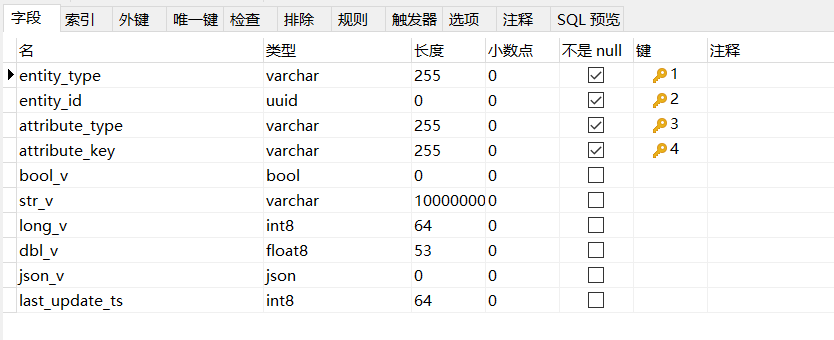 字段 索引 外键 唯一键 检查 排除 规则 触发器 选项 注释 SQL 预览
名 类型 长度 小数点 不是 null 键 注释
entity_type varchar 255 0 1
entity_id uuid 0 0 2
attribute_type varchar 255 0 3
attribute_key varchar 255 0 4
bool_v bool 0 0
str_v varchar 10000000 0
long_v int8 64 0
dbl_v float8 53 0
json_v json 0 0
last_update_ts int8 64 0